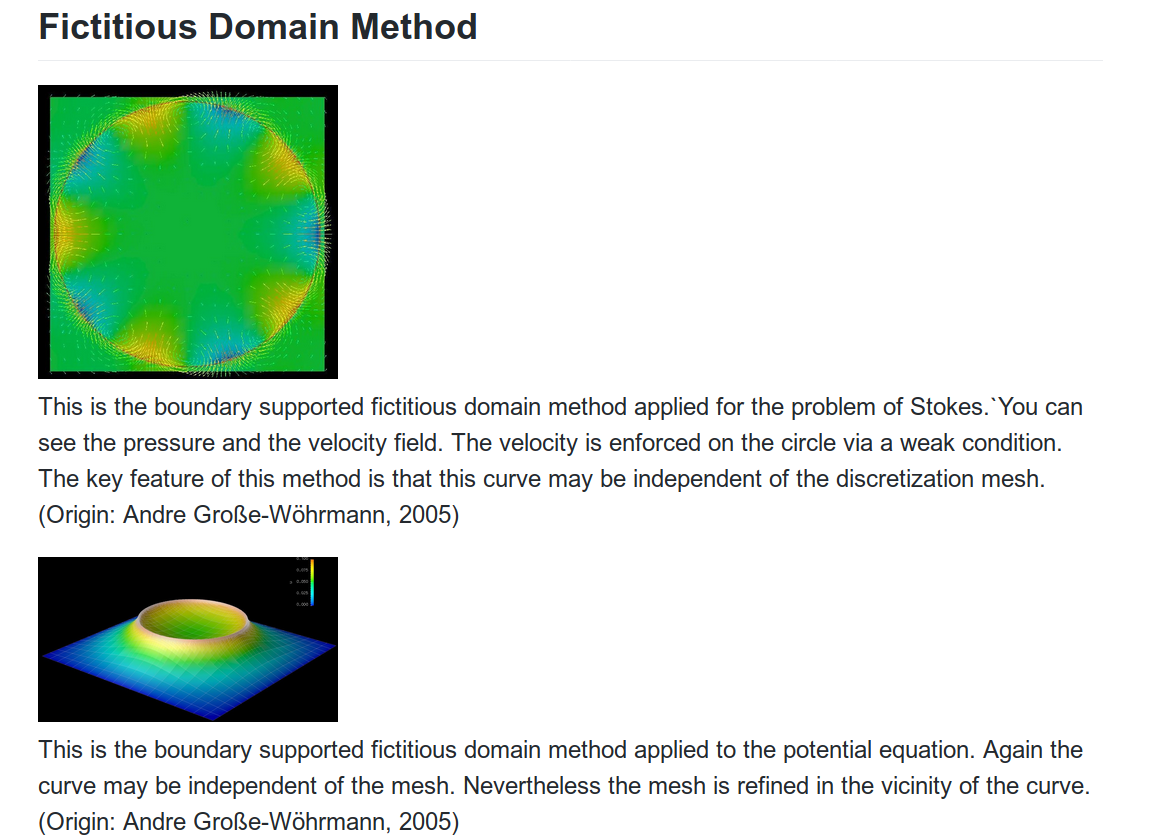 Fictitious Domain Method
This is the boundary supported fictitious domain method applied for the problem of Stokes.`You can
see the pressure and the velocity field. The velocity is enforced on the circle via a weak condition.
The key feature of this method is that this curve may be independent of the discretization mesh.
(Origin: Andre Große-Wöhrmann, 2005)
This is the boundary supported fictitious domain method applied to the potential equation. Again the
curve may be independent of the mesh. Nevertheless the mesh is refined in the vicinity of the curve.
(Origin: Andre Große-Wöhrmann, 2005)